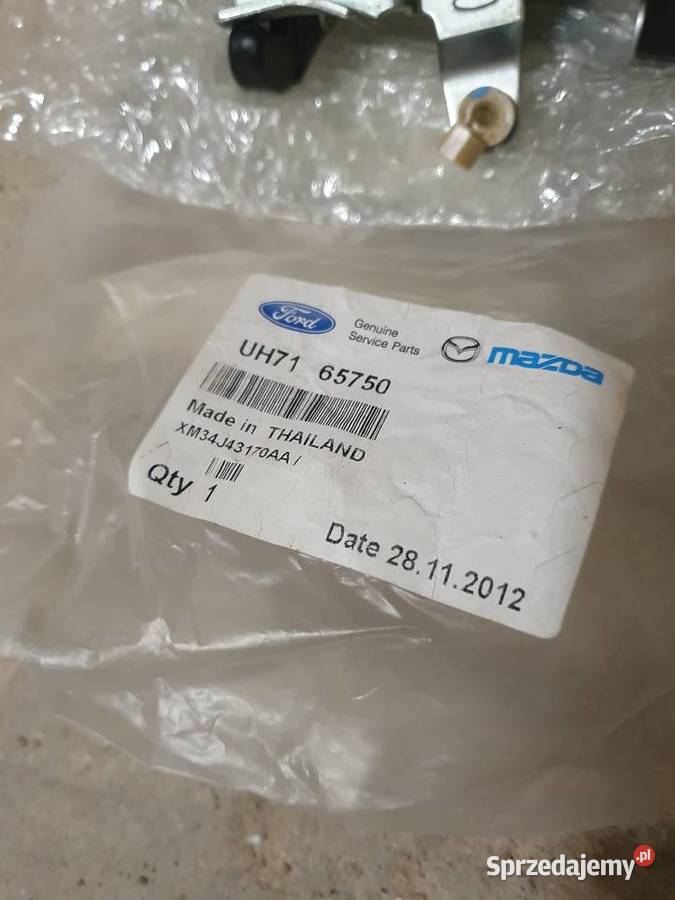 Ford
Genuine
Service Parts
mazda
UH71 65750
Made in THAILAND
XM34J43170AA /
Qty 1
Date 28.11.2012
Sprzedajemy.pl